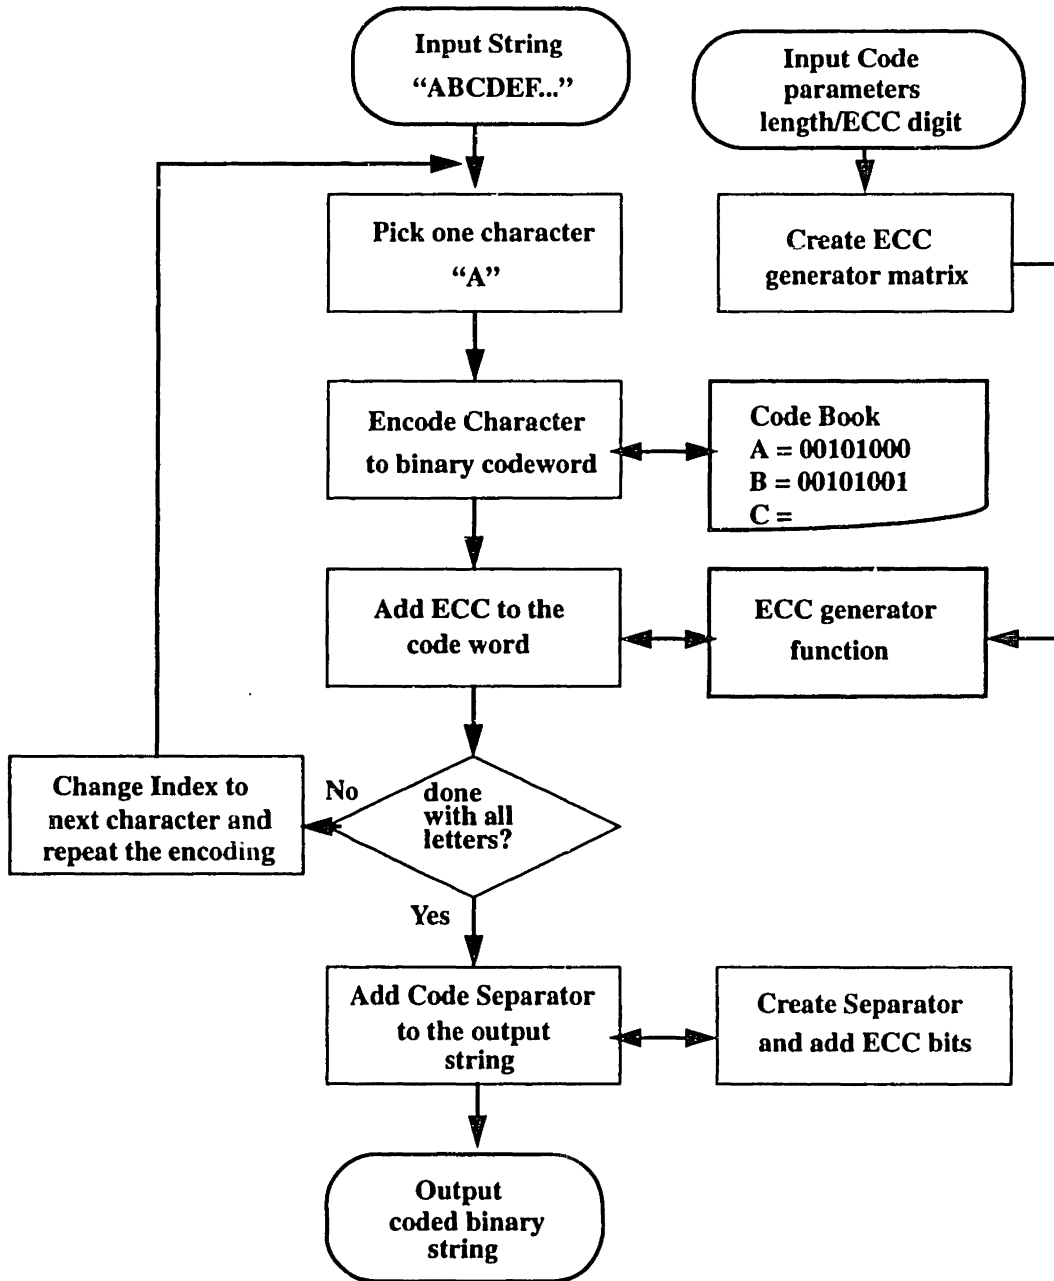 Input String
“ABCDEF...”
Input Code
parameters
length/ECC digit
Pick one character
“A”
Create ECC
generator matrix
Encode Character
to binary codeword
Code Book
A = 00101000
B = 00101001
C =
Add ECC to the
code word
ECC generator
function
Change Index to
next character and
repeat the encoding
No
done
with all
letters?
Yes
Add Code Separator
to the output
string
Create Separator
and add ECC bits
Output
coded binary
string